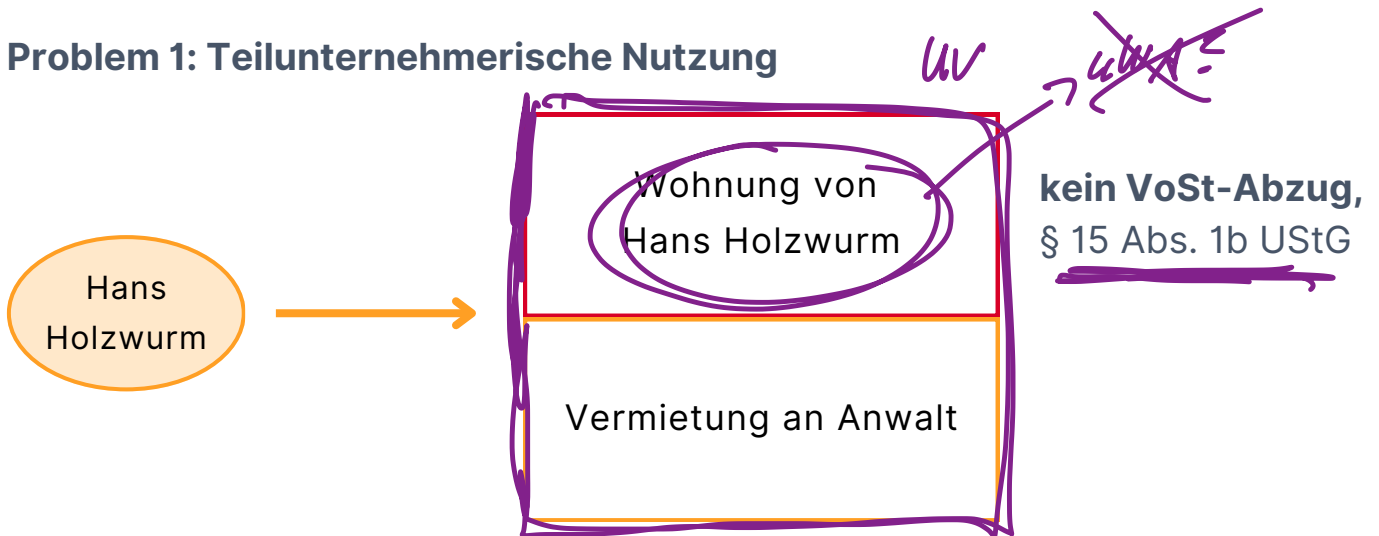 Problem 1: Teilunternehmerische Nutzung
UV
Wohnung von
Hans Holzwurm
kein VoSt-Abzug,
§ 15 Abs. 1b UStG
Hans
Holzwurm
Vermietung an Anwalt